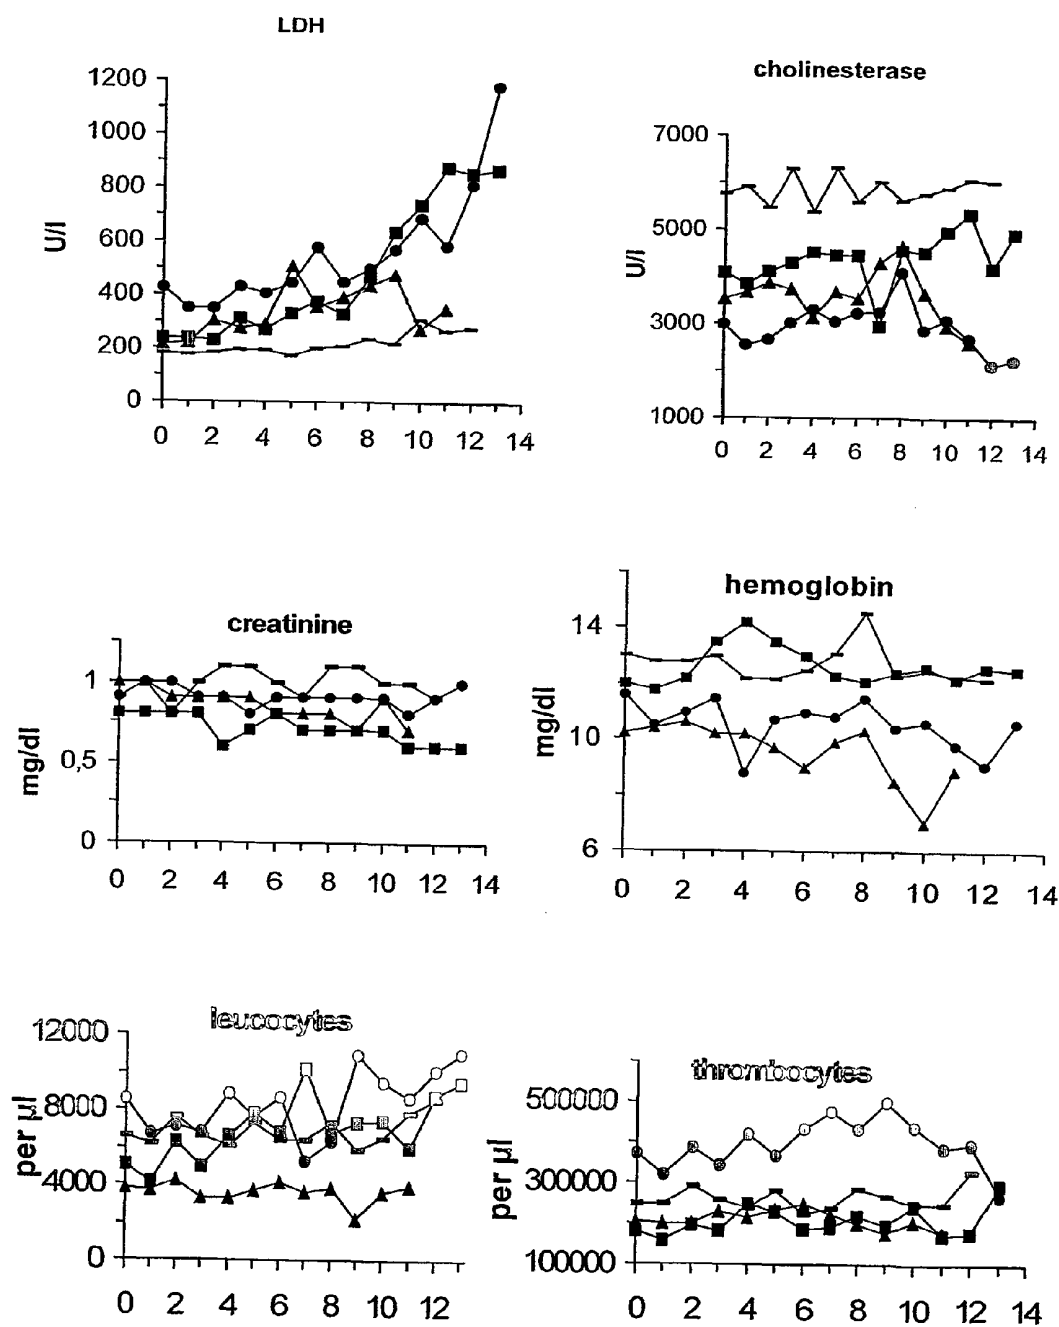 LDH
1200
1000
800
600
400
200
0
U/l
0 2 4 6 8 10 12 14
cholinesterase
7000
5000
3000
1000
U/l
0 2 4 6 8 10 12 14
creatinine
1
0,5
0
mg/dl
0 2 4 6 8 10 12 14
hemoglobin
14
10
6
mg/dl
0 2 4 6 8 10 12 14
leucocytes
12000
8000
4000
0
per µl
0 2 4 6 8 10 12
thrombocytes
500000
300000
100000
per µl
0 2 4 6 8 10 12 14